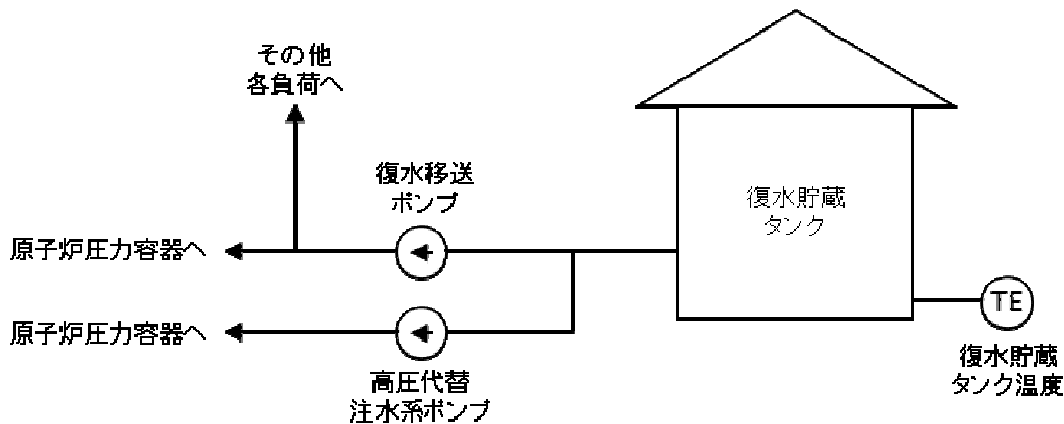 その他
各負荷へ
復水移送
ポンプ
復水貯蔵
タンク
原子炉圧力容器へ
原子炉圧力容器へ
TE
高圧代替
注水系ポンプ
復水貯蔵
タンク温度